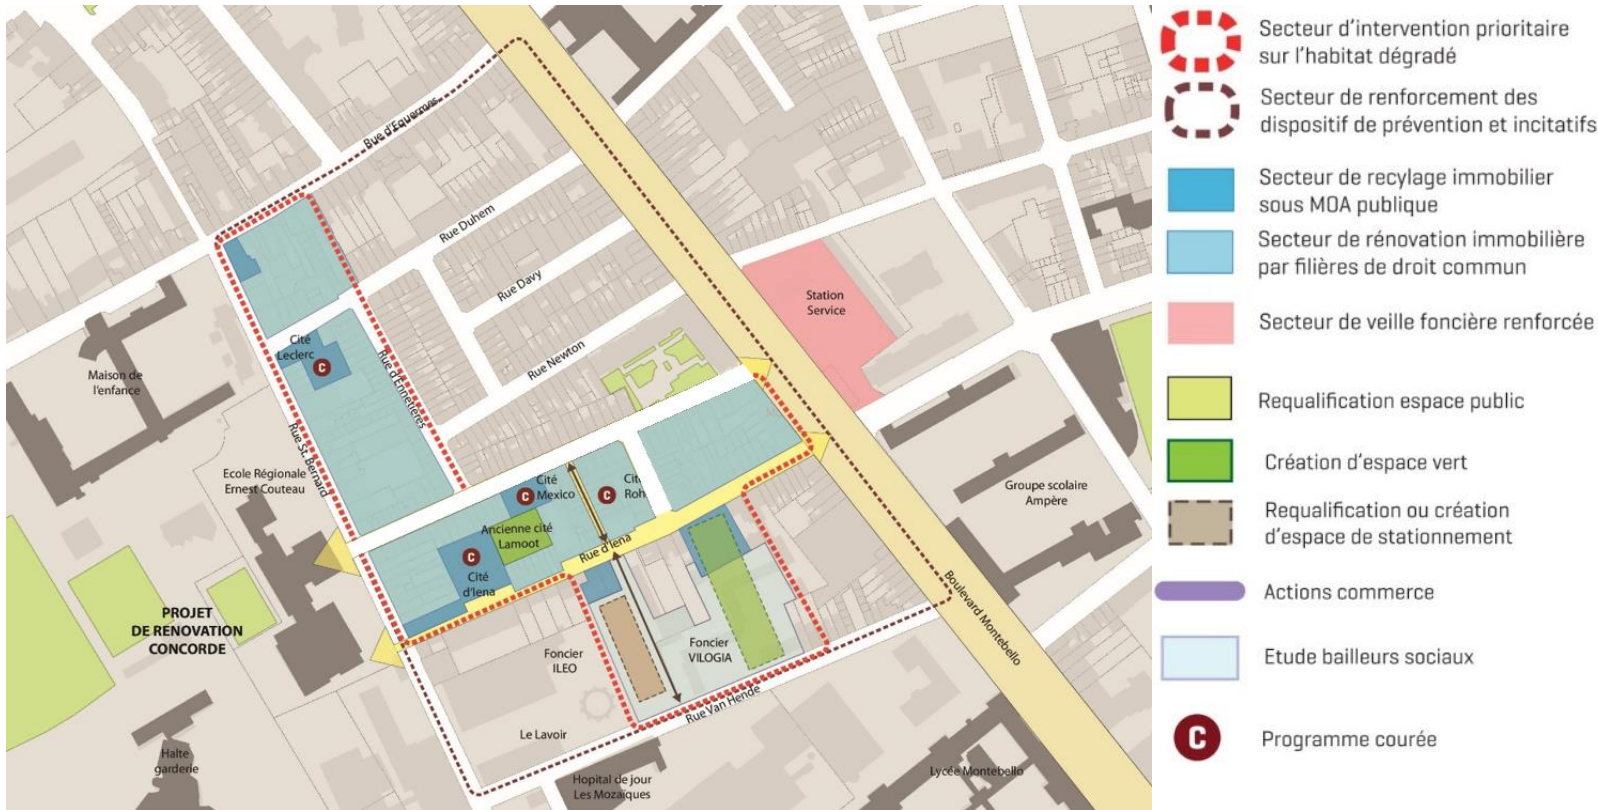 Rue d'Equermes
Rue Duhem
Rue Davy
Rue Newton
Station
Service
Cité
Leclerc
C
Rue d'Ennetières
Maison de
l'enfance
Rue St. Bernard
Ecole Régionale
Ernest Couteau
Cité
Mexico
C
C
Cit
Roh
Ancienne cité
Lamoot
C
Cité
d'Iena
Rue d'Iena
Groupe scolaire
Ampère
Boulevard Montebello
PROJET
DE RENOVATION
CONCORDE
Foncier
ILEO
Foncier
VILOGIA
Rue Van Hende
Le Lavoir
Halte
garderie
Hopital de jour
Les Mozaïques
Lycée Montebello
Secteur d'intervention prioritaire
sur l'habitat dégradé
Secteur de renforcement des
dispositif de prévention et incitatifs
Secteur de recylage immobilier
sous MOA publique
Secteur de rénovation immobilière
par filières de droit commun
Secteur de veille foncière renforcée
Requalification espace public
Création d'espace vert
Requalification ou création
d'espace de stationnement
Actions commerce
Etude bailleurs sociaux
C
Programme courée